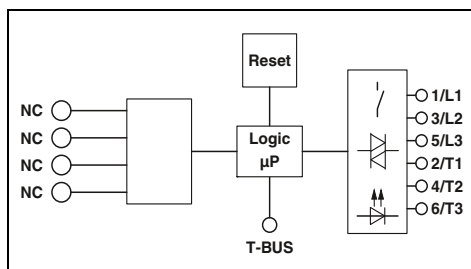 Reset
NC
NC
NC
NC
Logic
µP
T-BUS
1/L1
3/L2
5/L3
2/T1
4/T2
6/T3